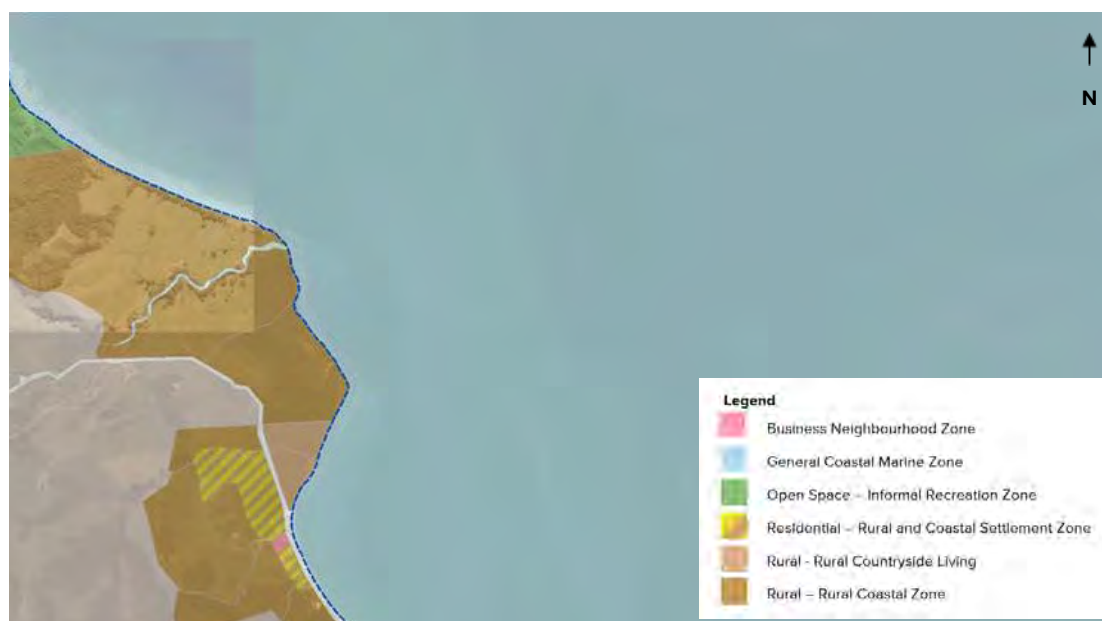 N
Legend
Business Neighbourhood Zone
General Coastal Marine Zone
Open Space – Informal Recreation Zone
Residential – Rural and Coastal Settlement Zone
Rural - Rural Countryside Living
Rural – Rural Coastal Zone